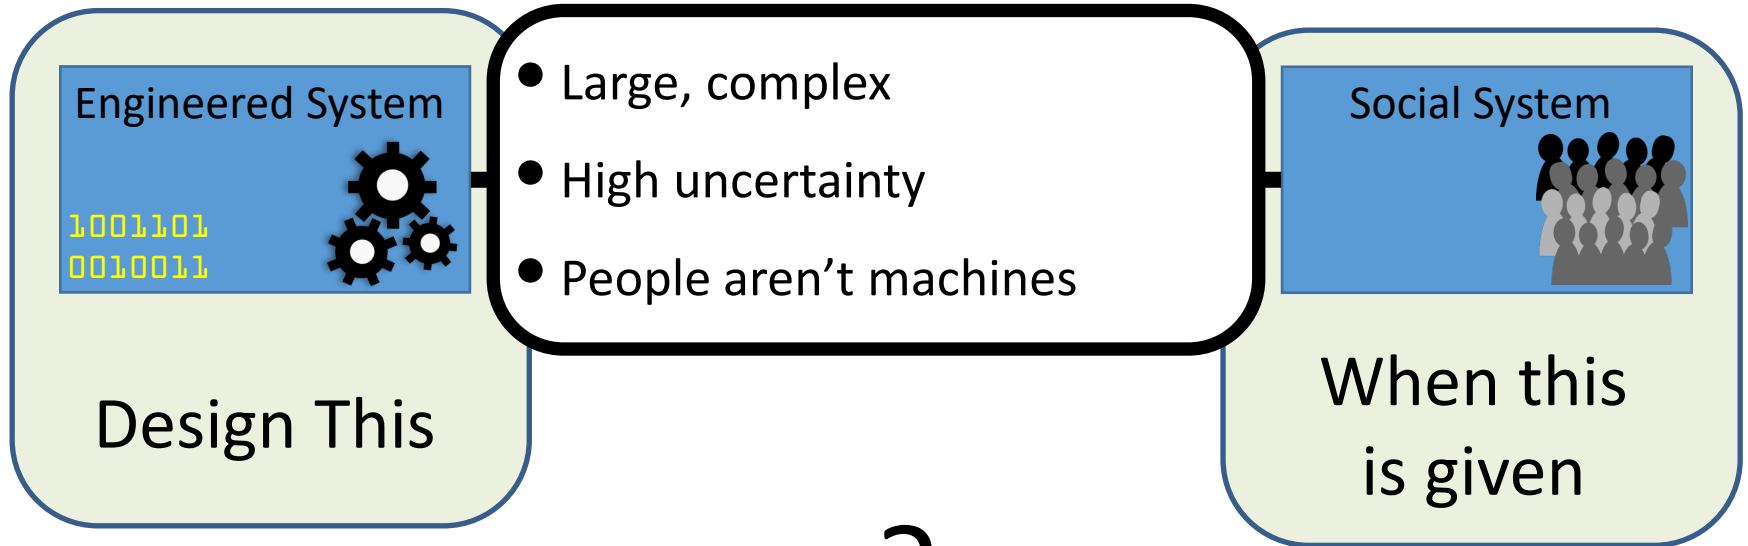 Engineered System
1001101
0010011
Design This
• Large, complex
• High uncertainty
• People aren’t machines
Social System
When this
is given
?